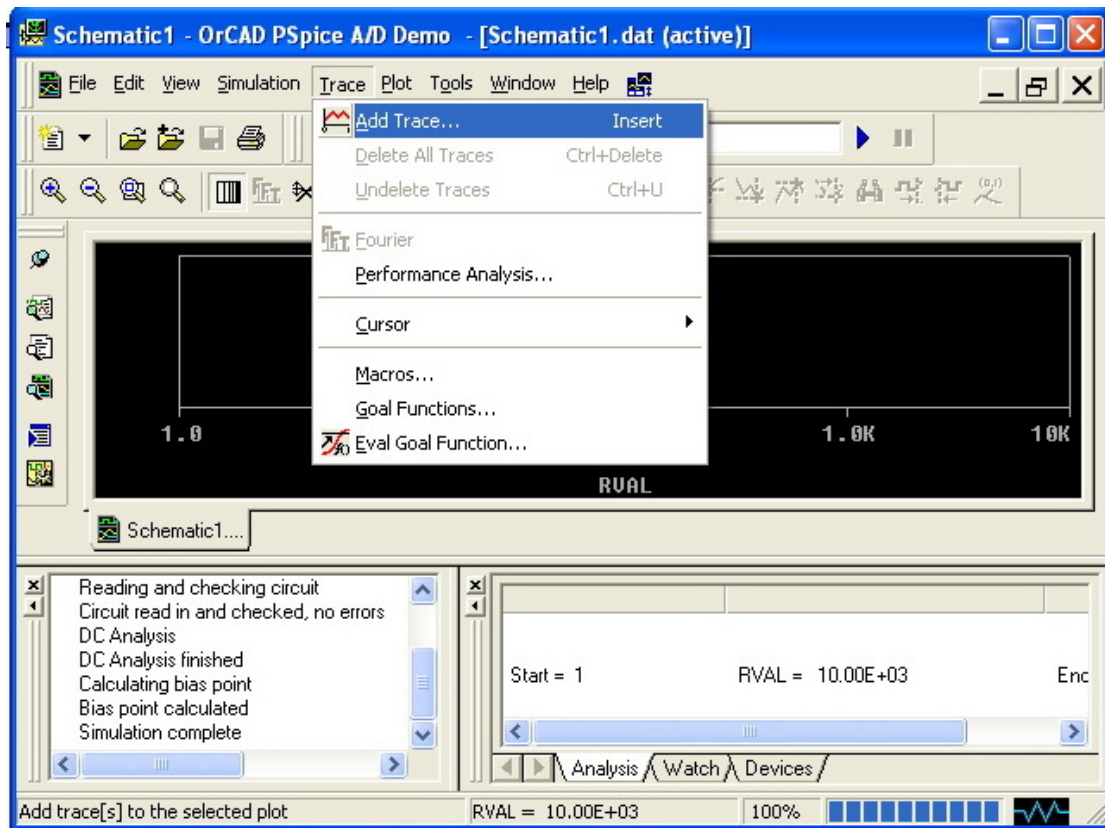 Schematic1 - OrCAD PSpice A/D Demo - [Schematic1.dat (active)]
File Edit View Simulation Trace Plot Tools Window Help
Add Trace... Insert
Delete All Traces Ctrl+Delete
Undelete Traces Ctrl+U
Fourier
Performance Analysis...
Cursor
Macros...
Goal Functions...
Eval Goal Function...
1.0 1.0K 10K
RVAL
Schematic1....
Reading and checking circuit
Circuit read in and checked, no errors
DC Analysis
DC Analysis finished
Calculating bias point
Bias point calculated
Simulation complete
Start = 1 RVAL = 10.00E+03 Enc
Analysis Watch Devices
Add trace[s] to the selected plot RVAL = 10.00E+03 100%